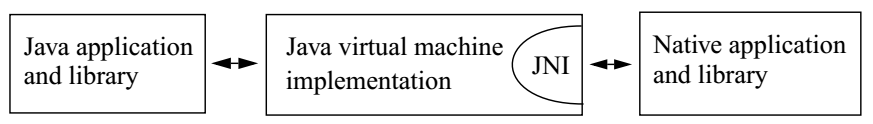 Java application
and library
Java virtual machine
implementation
JNI
Native application
and library